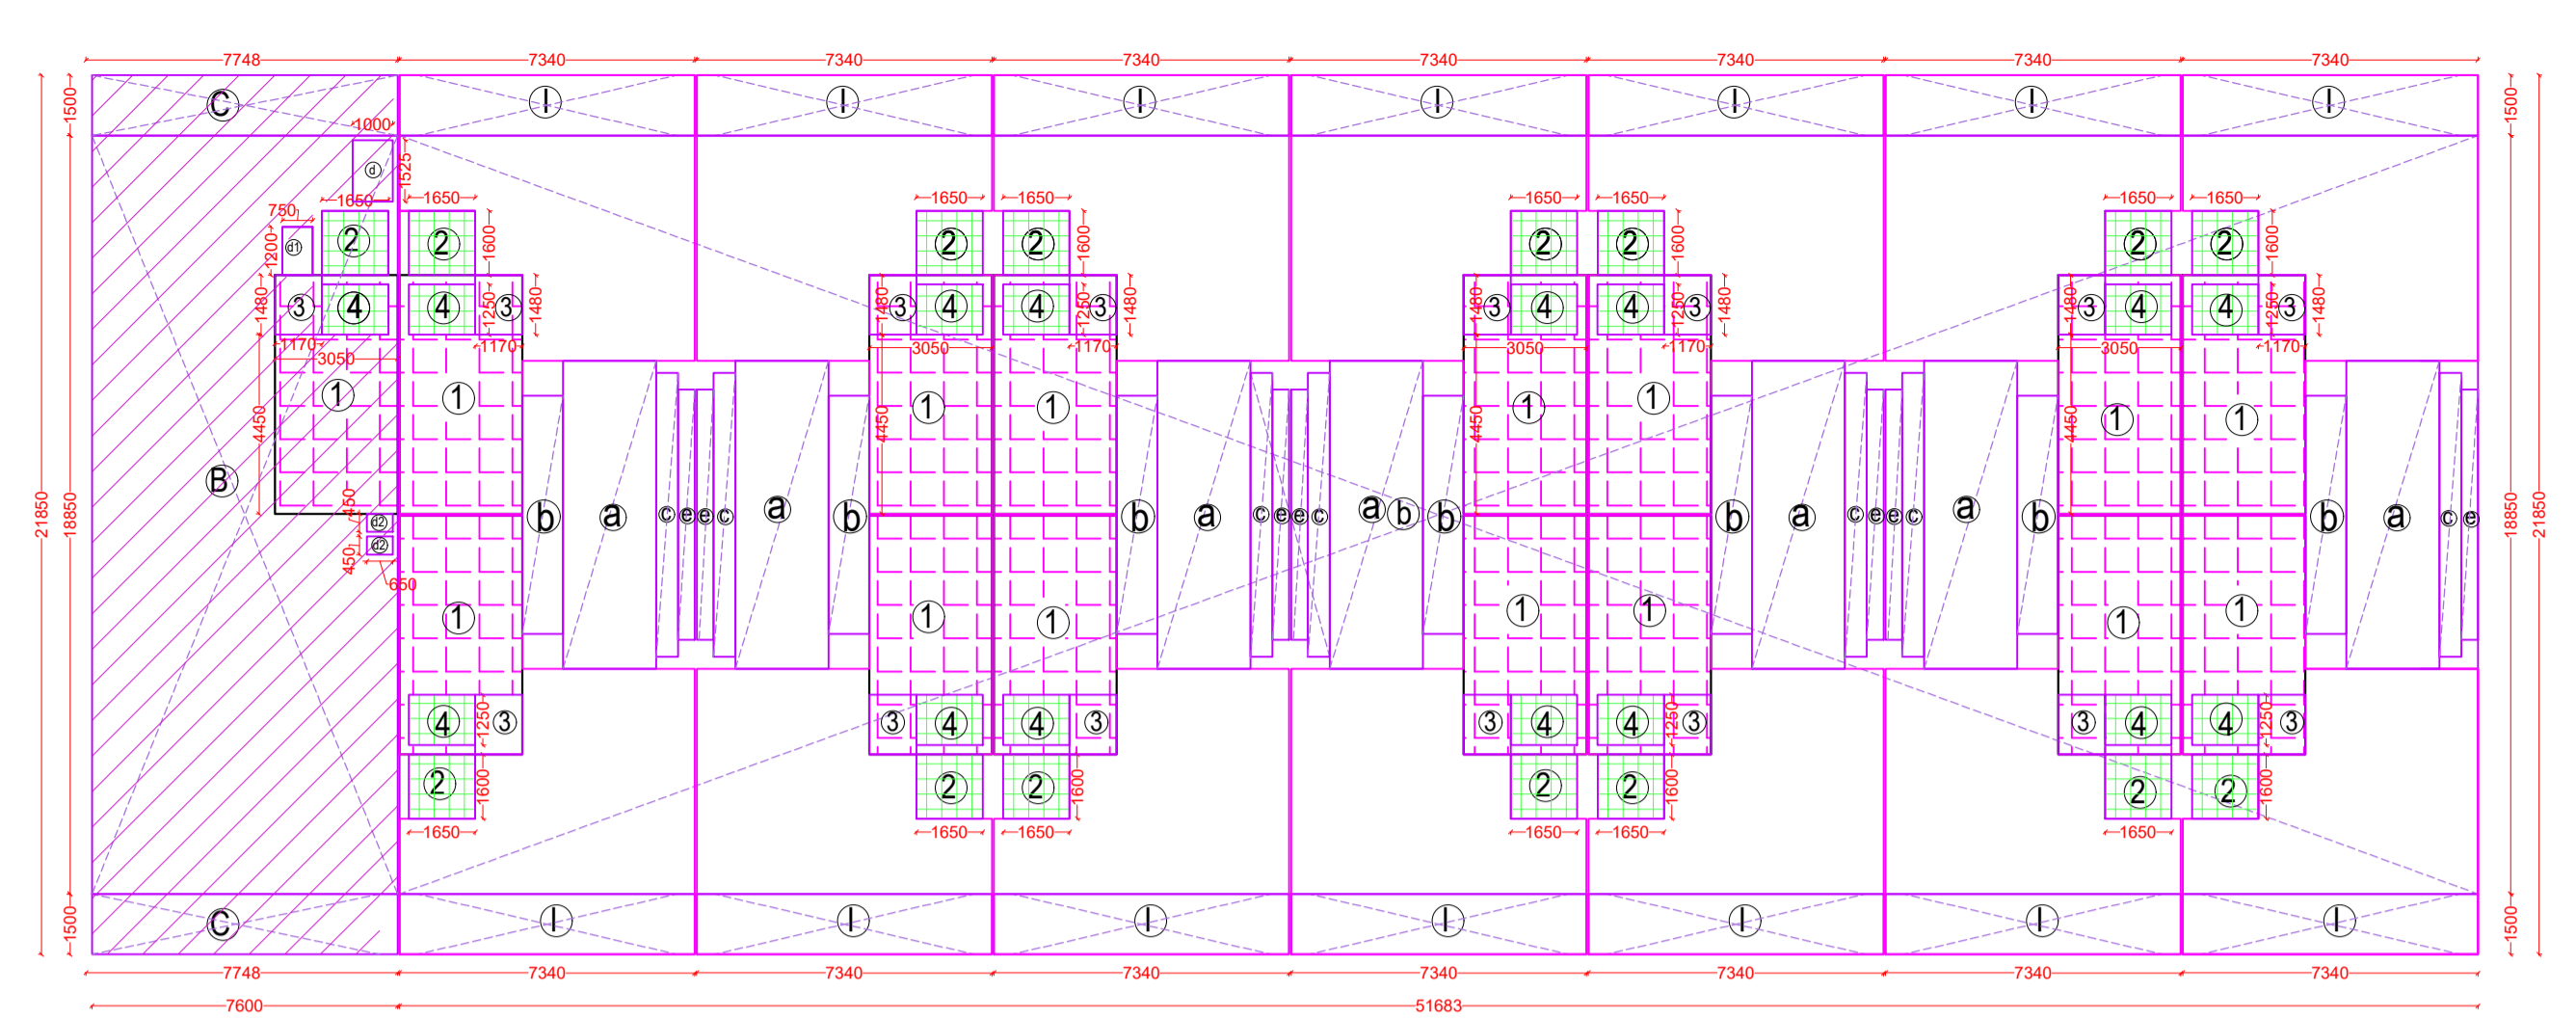 7748 7340 7340 7340 7340 7340 7340 7340
1500 C I I I I I I I 1500
1000
d 1525
1650 1650 1650 1650 1650 1650 1650 1650
750
1200 d1 2 2 1600 2 2 1600 2 2 1600 2 2 1600
1480 3 4 4 1250 3 1480 1480 3 4 4 1250 3 1480 1480 3 4 4 1250 3 1480 1480 3 4 4 1250 3 1480
1170 1170 1170 1170 1170
3050 3050 3050 3050
4450 1 1 4450 1 1 4450 1 1 4450 1 1
21850 18850 B 18850 21850
450 d2 b a c e e c a b b a c e e c a b b b a c e e c a b b a c e
450 d2
650
1 1 1 1 1 1 1
4 1250 3 3 4 4 3 3 4 4 1250 3 3 4 4 1250 3
2 1600 2 2 1600 2 2 1600 2 2 1600
1650 1650 1650 1650 1650 1650
1500 C I I I I I I I 1500
7748 7340 7340 7340 7340 7340 7340 7340
7600 51683